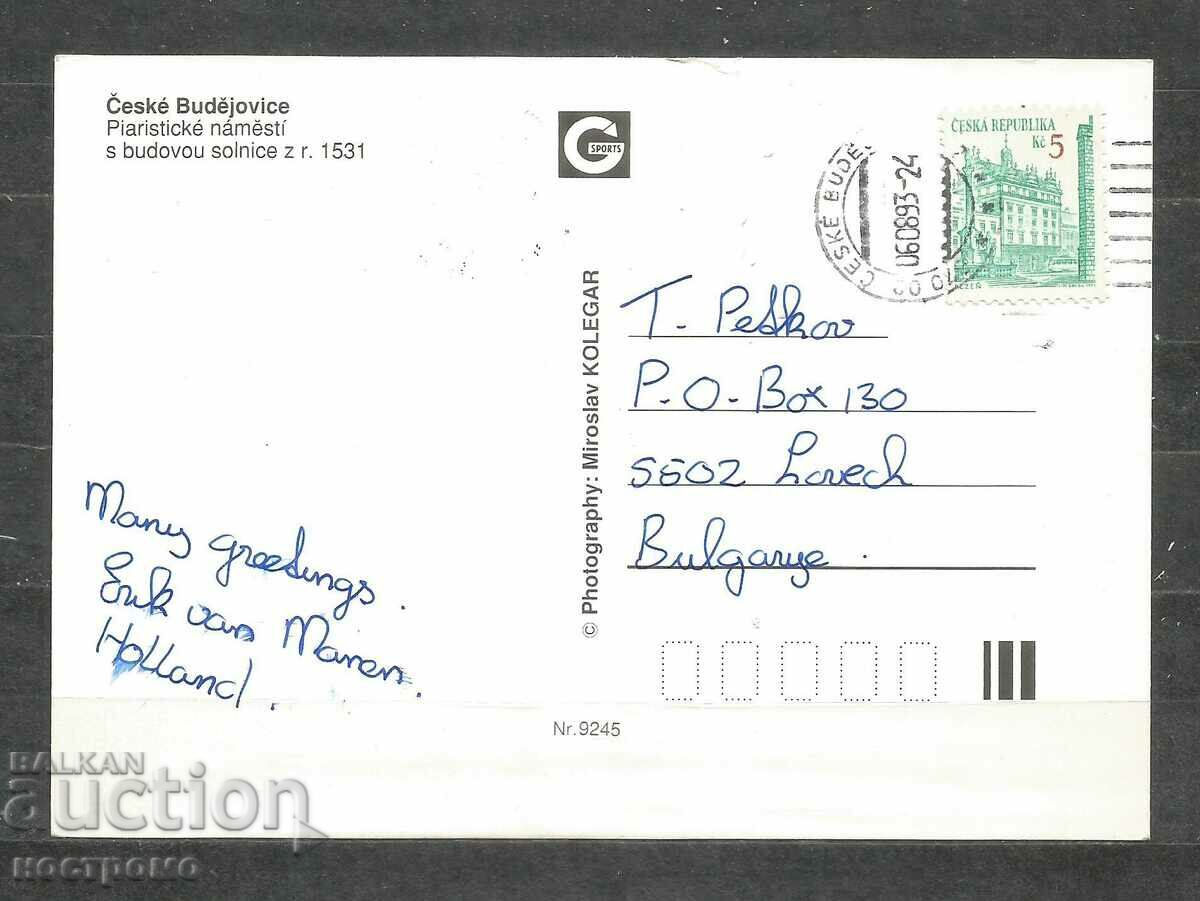 České Budějovice
Piaristické náměstí
s budovou solnice z r. 1531
G
SPORTS
ČESKÁ REPUBLIKA
Kč 5
ČESKÉ BUDĚ
060893-24
© Photography: Miroslav KOLEGAR
T. Petkov
P.O. Box 130
5502 Lovech
Bulgarye.
Many greetings.
Erik van Maren.
Holland.
Nr.9245
BALKAN
auction
костромо